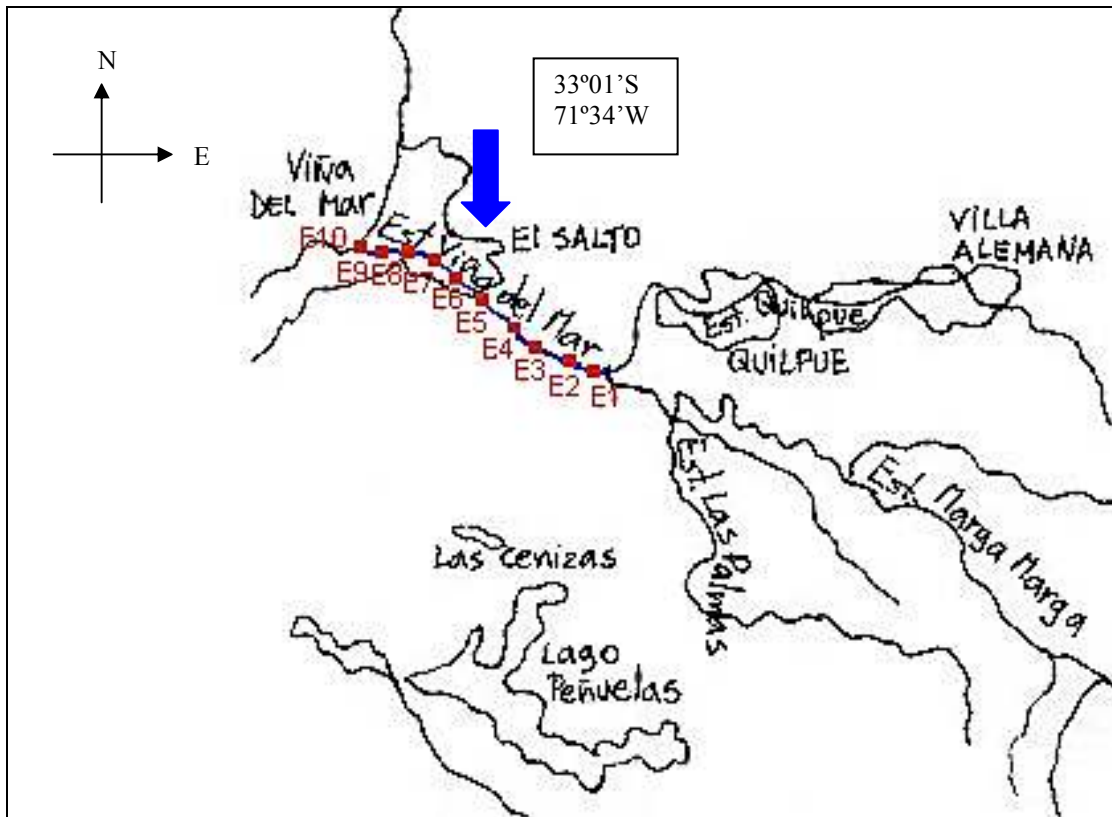 N
E
33º01’S
71º34’W
VIÑA
DEL MAR
El SALTO
VILLA
ALEMANA
Est. Viña del Mar
E10
E9
E8
E7
E6
E5
E4
E3
E2
E1
Est. Quilpue
QUILPUE
Est. Las Palmas
Est. Marga Marga
Las Cenizas
Lago
Peñuelas